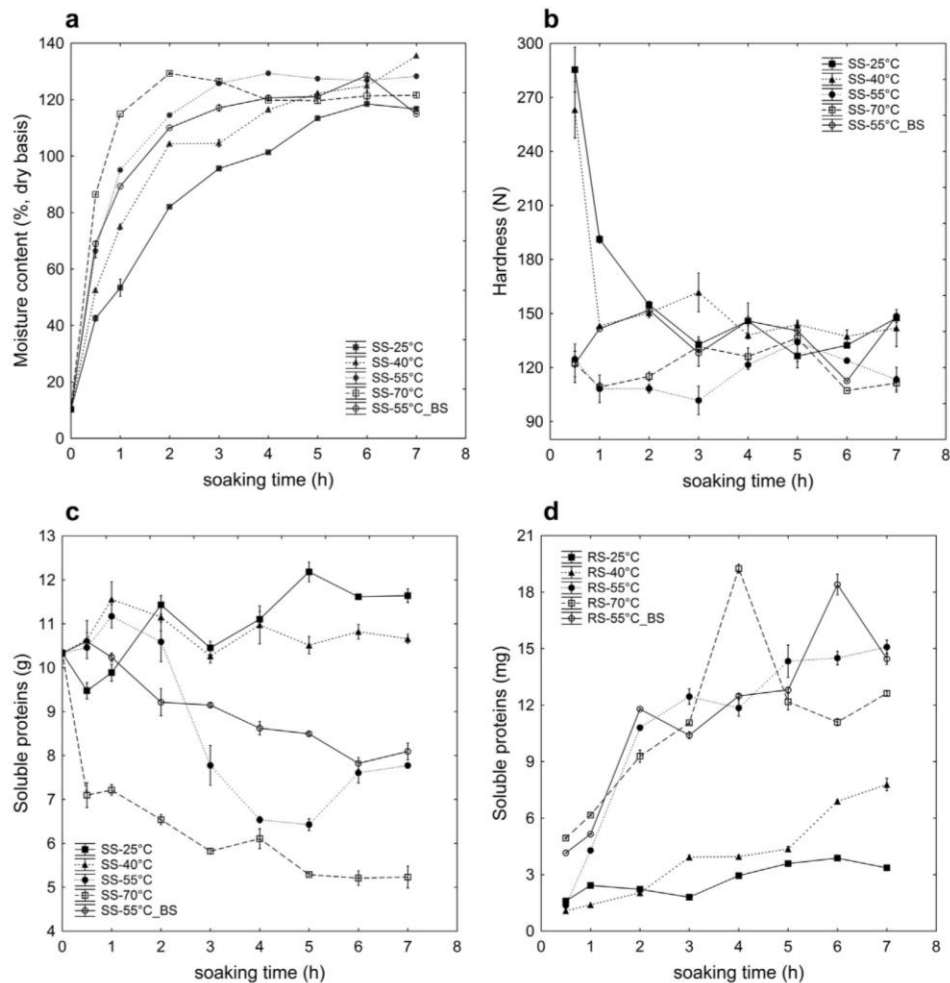 a
140
120
100
80
60
40
20
0
Moisture content (%, dry basis)
SS-25°C
SS-40°C
SS-55°C
SS-70°C
SS-55°C_BS
0 1 2 3 4 5 6 7 8
soaking time (h)
b
300
270
240
210
180
150
120
90
Hardness (N)
SS-25°C
SS-40°C
SS-55°C
SS-70°C
SS-55°C_BS
0 1 2 3 4 5 6 7 8
soaking time (h)
c
13
12
11
10
9
8
7
6
5
4
Soluble proteins (g)
SS-25°C
SS-40°C
SS-55°C
SS-70°C
SS-55°C_BS
0 1 2 3 4 5 6 7 8
soaking time (h)
d
21
18
15
12
9
6
3
0
Soluble proteins (mg)
RS-25°C
RS-40°C
RS-55°C
RS-70°C
RS-55°C_BS
0 1 2 3 4 5 6 7 8
soaking time (h)